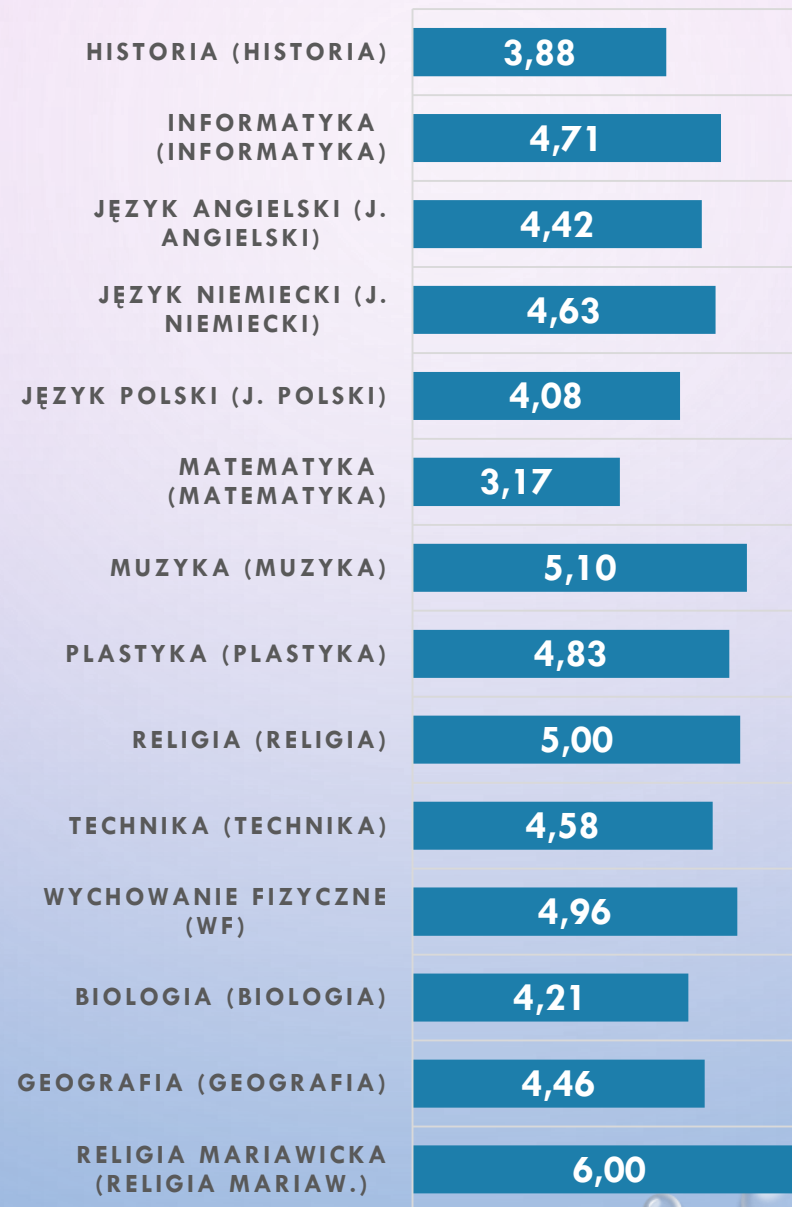 HISTORIA (HISTORIA)
3,88
INFORMATYKA
(INFORMATYKA)
4,71
JĘZYK ANGIELSKI (J.
ANGIELSKI)
4,42
JĘZYK NIEMIECKI (J.
NIEMIECKI)
4,63
JĘZYK POLSKI (J. POLSKI)
4,08
MATEMATYKA
(MATEMATYKA)
3,17
MUZYKA (MUZYKA)
5,10
PLASTYKA (PLASTYKA)
4,83
RELIGIA (RELIGIA)
5,00
TECHNIKA (TECHNIKA)
4,58
WYCHOWANIE FIZYCZNE
(WF)
4,96
BIOLOGIA (BIOLOGIA)
4,21
GEOGRAFIA (GEOGRAFIA)
4,46
RELIGIA MARIAWICKA
(RELIGIA MARIAW.)
6,00